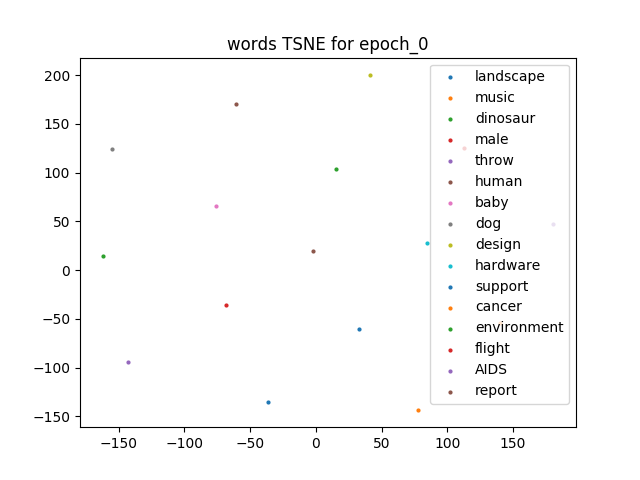 words TSNE for epoch_0
200
150
100
50
0
−50
−100
−150
−150
−100
−50
0
50
100
150
landscape
music
dinosaur
male
throw
human
baby
dog
design
hardware
support
cancer
environment
flight
AIDS
report